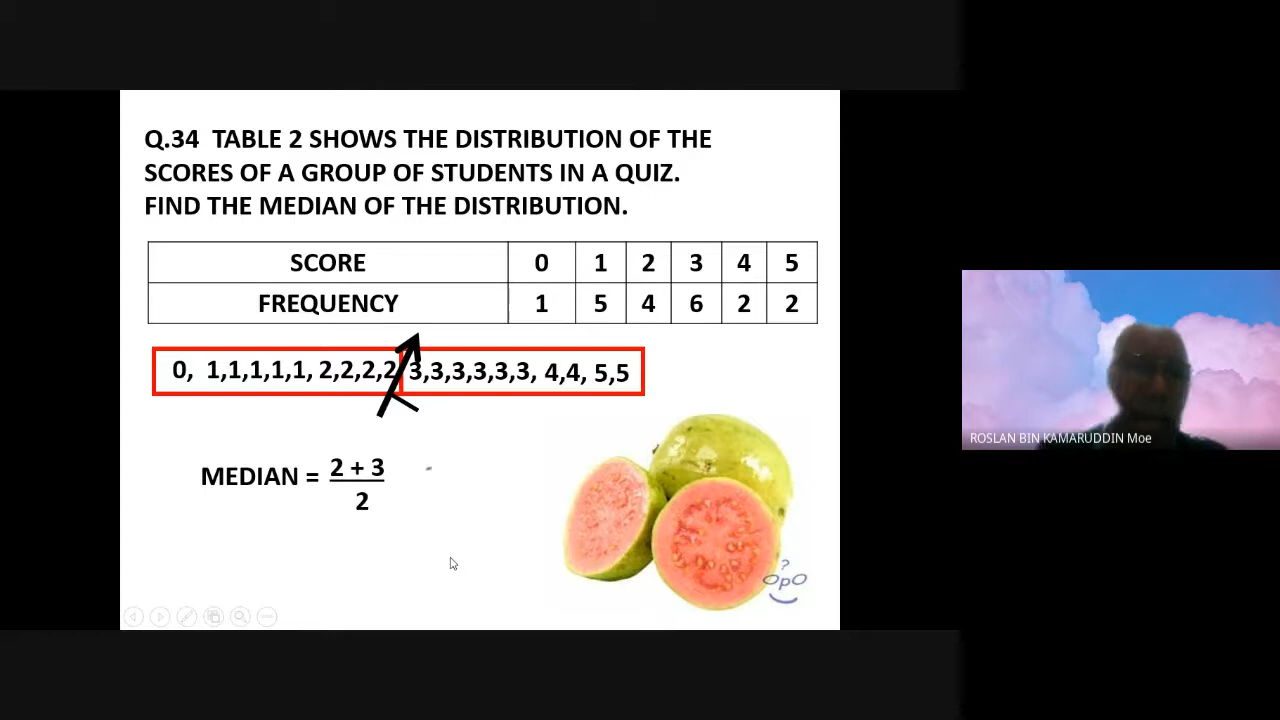 Q.34 TABLE 2 SHOWS THE DISTRIBUTION OF THE
SCORES OF A GROUP OF STUDENTS IN A QUIZ.
FIND THE MEDIAN OF THE DISTRIBUTION.
SCORE 0 1 2 3 4 5
FREQUENCY 1 5 4 6 2 2
0, 1,1,1,1,1, 2,2,2,2 3,3,3,3,3,3, 4,4, 5,5
MEDIAN = 2 + 3
2
?
OpO
ROSLAN BIN KAMARUDDIN Moe